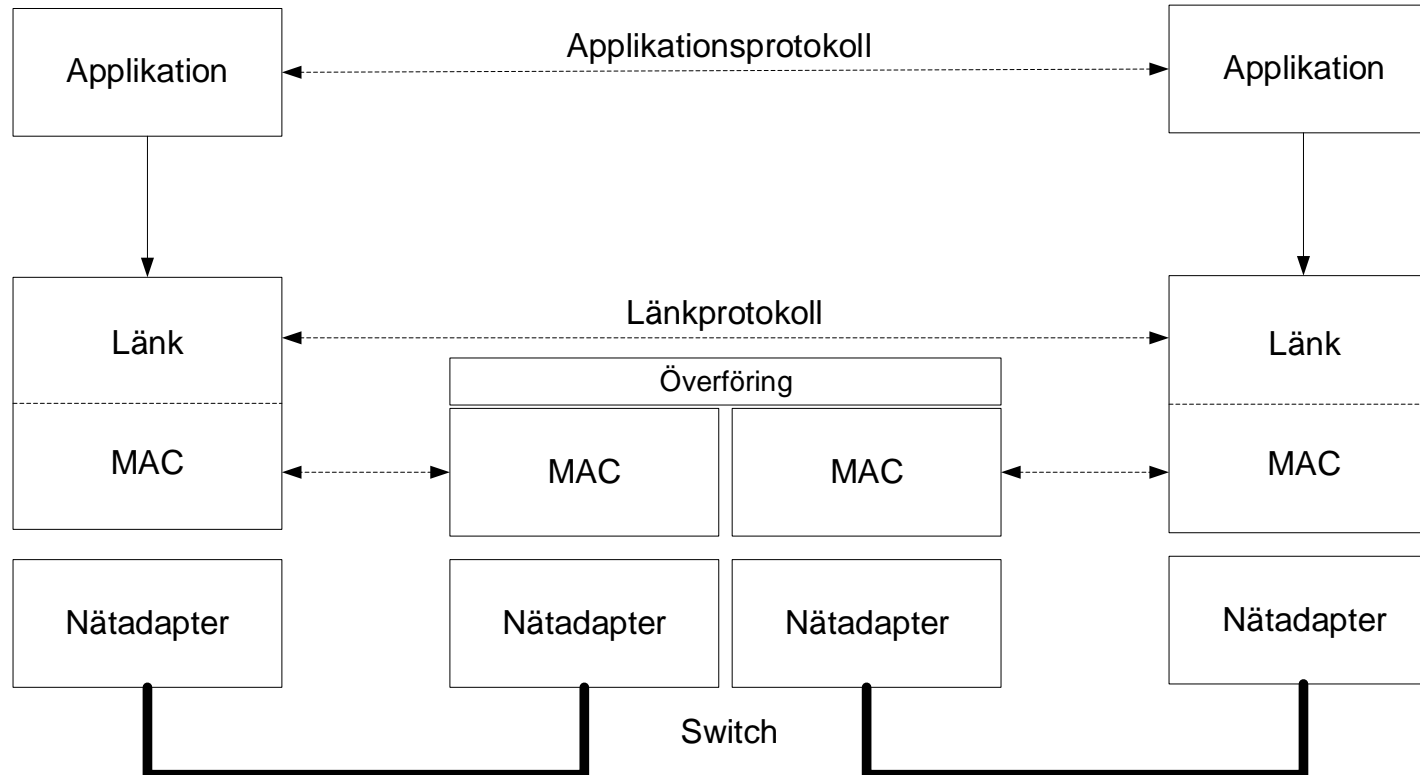 Applikationsprotokoll
Applikation
Applikation
Länkprotokoll
Länk
Länk
Överföring
MAC
MAC
MAC
MAC
Nätadapter
Nätadapter
Nätadapter
Nätadapter
Switch